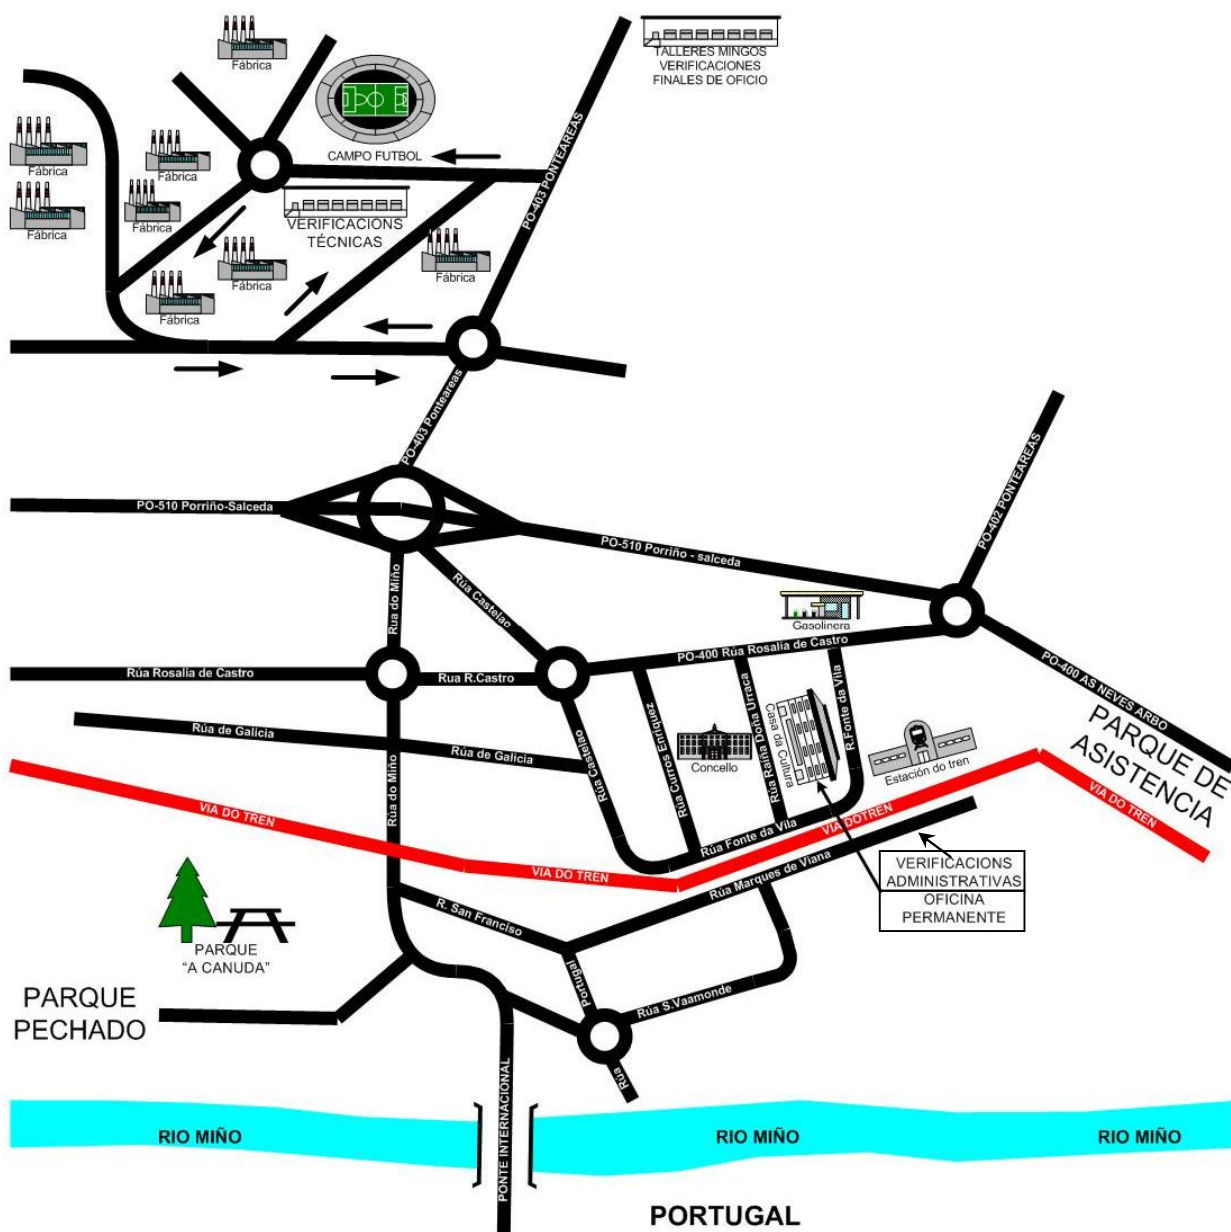 TALLERES MINGOS
VERIFICACIONES
FINALES DE OFICIO
Fábrica
CAMPO FUTBOL
Fábrica
Fábrica
Fábrica
Fábrica
Fábrica
VERIFICACIONS
TÉCNICAS
PO-403 PONTEAREAS
Fábrica
Fábrica
Fábrica
PO-403 Ponteareas
PO-510 Porriño-Salceda
PO-510 Porriño - salceda
PO-402 PONTEAREAS
Rua do Miño
Rúa Castelao
Gasolinera
PO-400 Rúa Rosalia de Castro
PO-400 AS NEVES ARBO
Rúa Rosalia de Castro
Rua R.Castro
Rúa de Galicia
Rúa de Galicia
Rúa do Miño
Rúa Castelao
Rúa Curros Enriquez
Concello
Rúa Raiña Doña Urraca
Casa da Cultura
R.Fonte da Vila
Estación do tren
PARQUE DE
ASISTENCIA
VIA DO TREN
VIA DO TREN
VIA DOTREN
VIA DO TREN
Rúa Fonte da Vila
Rúa Marques de Viana
VERIFICACIONS
ADMINISTRATIVAS
OFICINA
PERMANENTE
R. San Franciso
PARQUE
“A CANUDA”
PARQUE
PECHADO
Portugal
Rúa S.Vaamonde
Rúa
PONTE INTERNACIONAL
RIO MIÑO
RIO MIÑO
RIO MIÑO
PORTUGAL